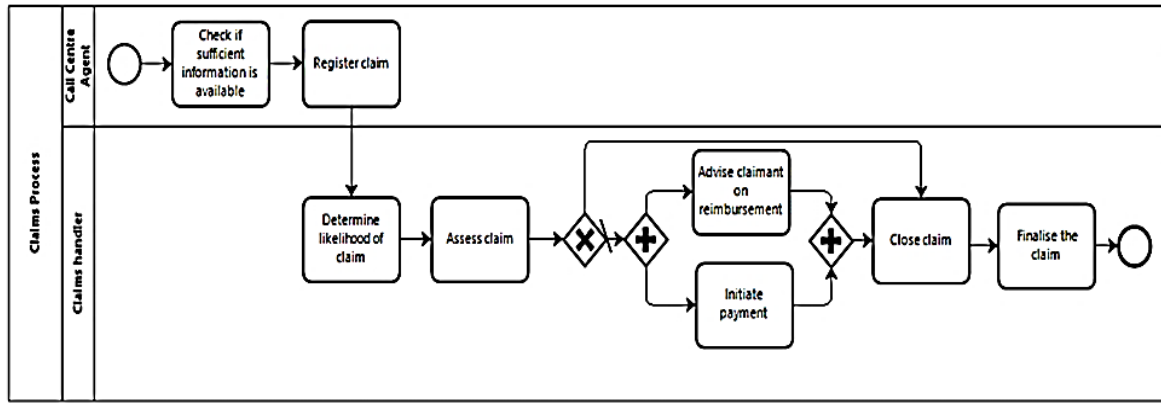 Claims Process
Call Centre
Agent
Check if
sufficient
information is
available
Register claim
Claims handler
Determine
likelihood of
claim
Assess claim
Advise claimant
on
reimbursement
Initiate
payment
Close claim
Finalise the
claim